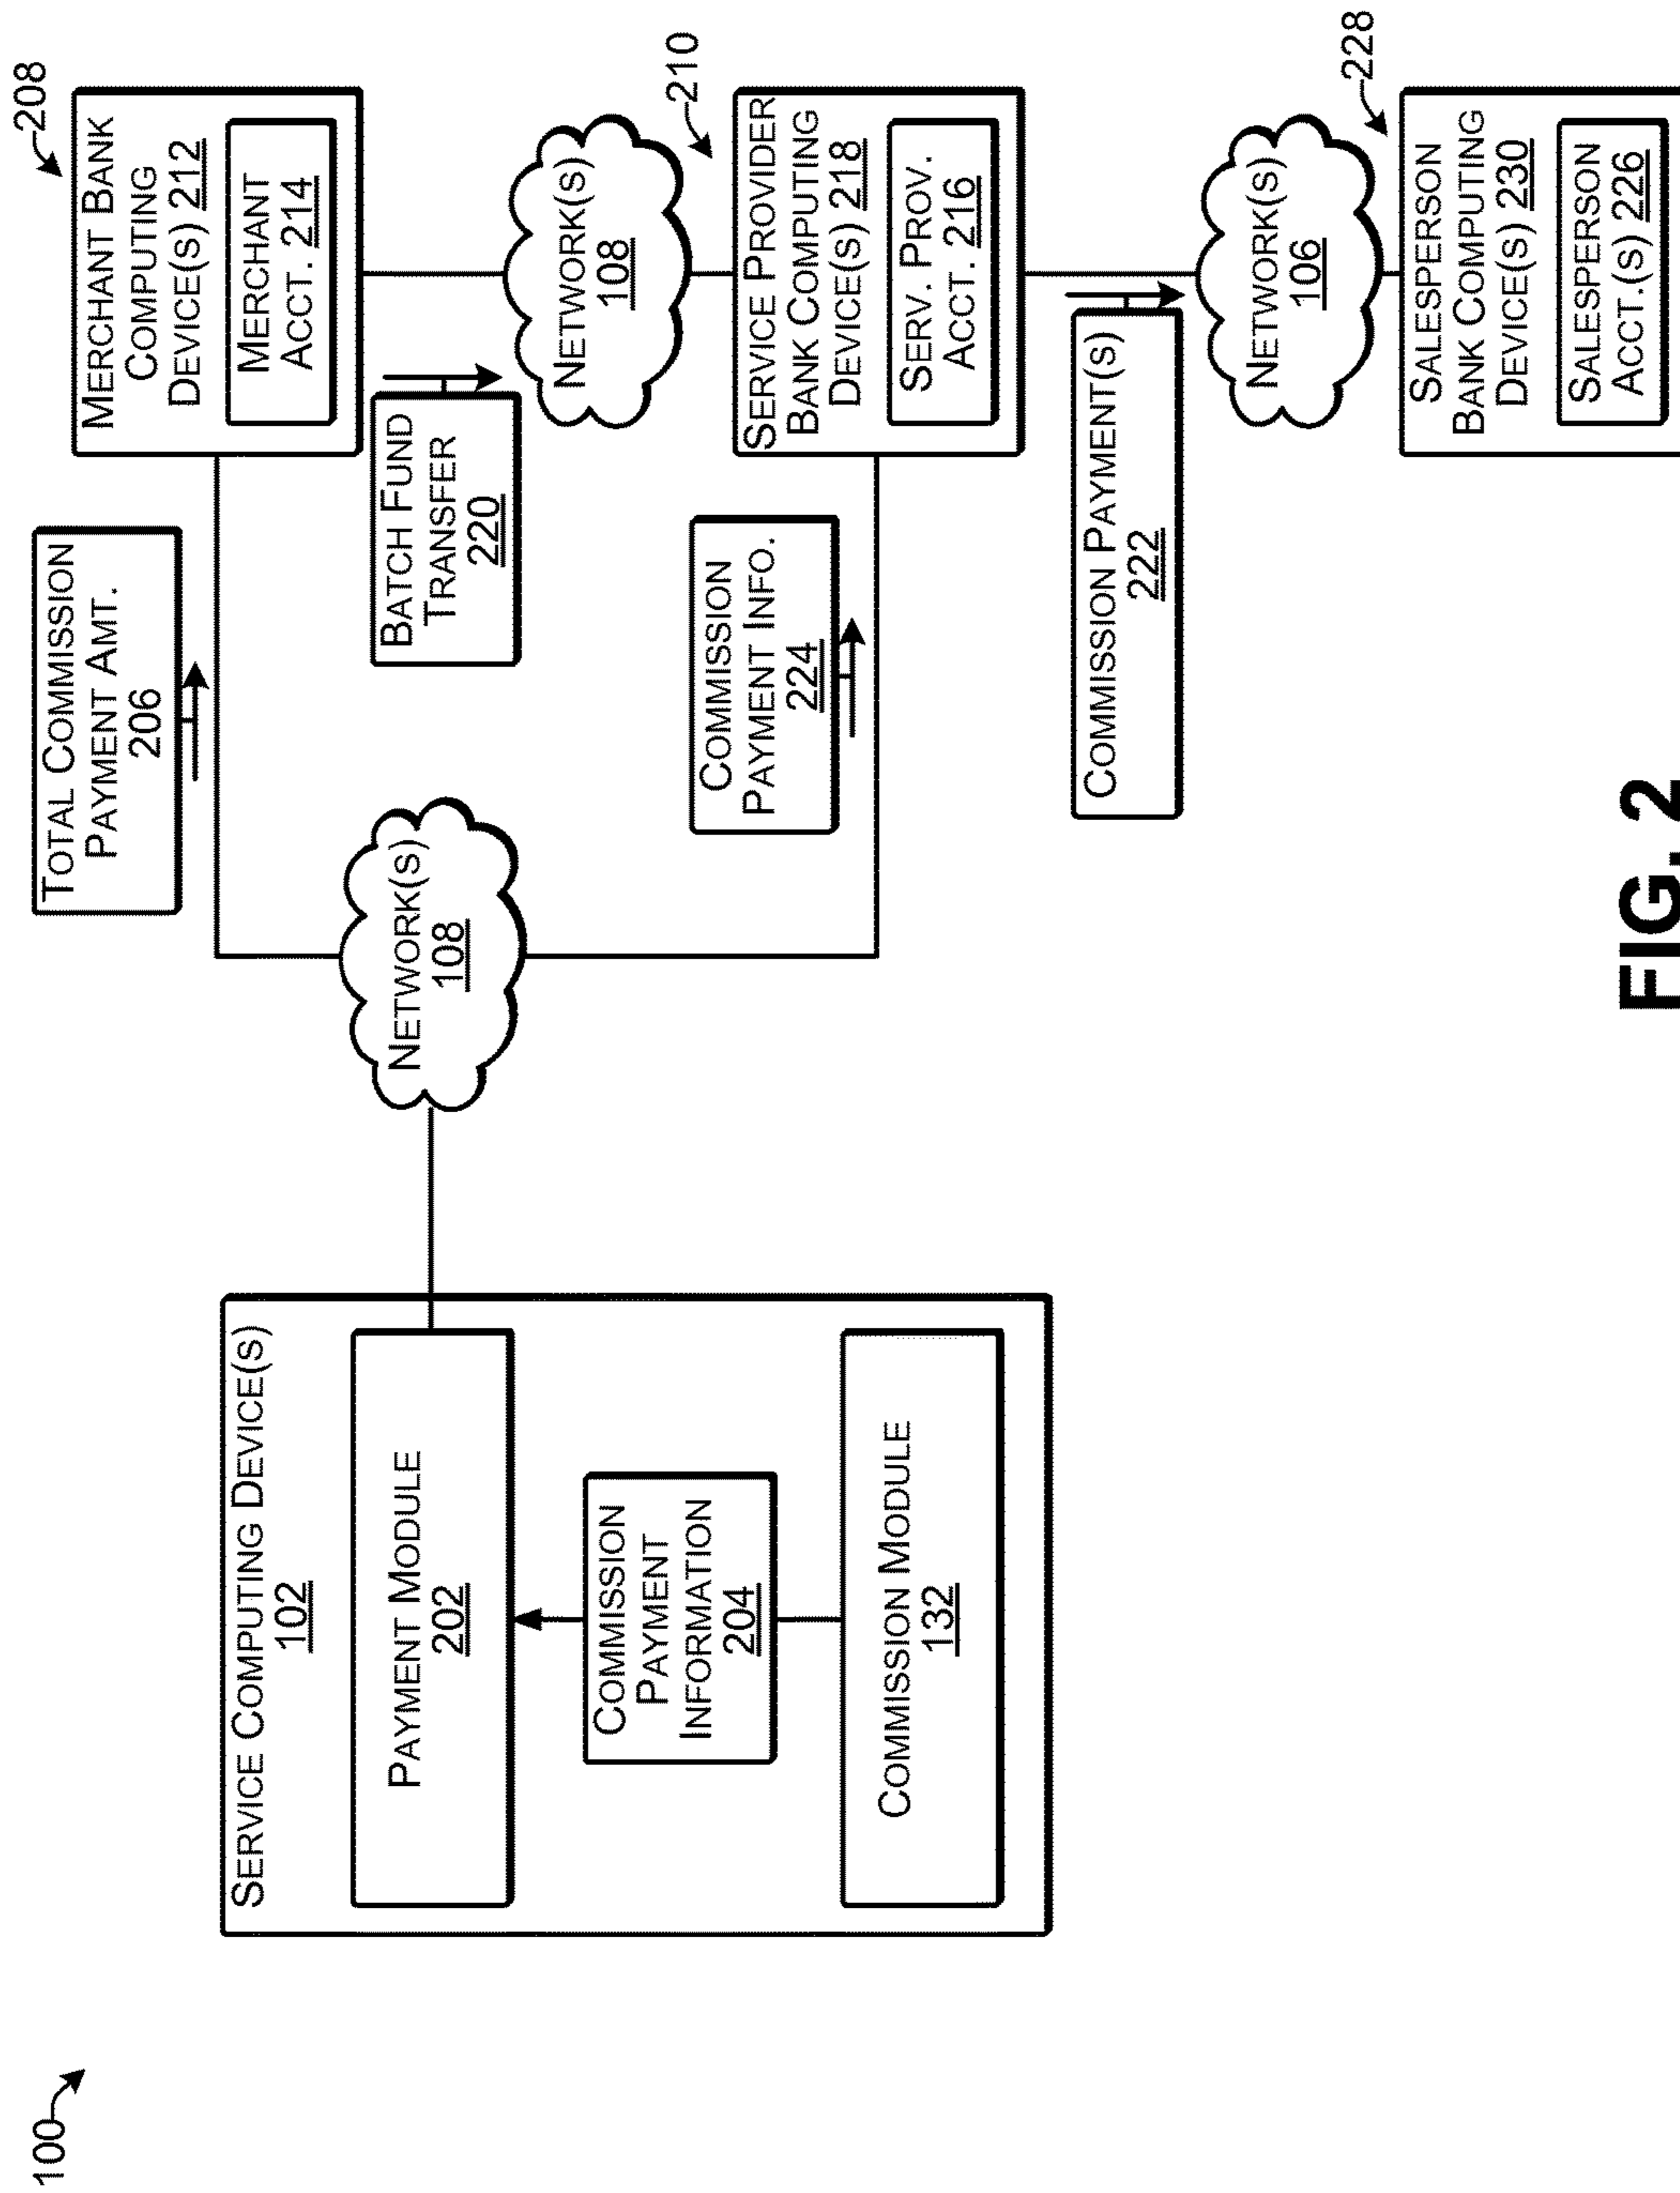 100
SERVICE COMPUTING DEVICE(S)
102
PAYMENT MODULE
202
COMMISSION
PAYMENT
INFORMATION
204
COMMISSION MODULE
132
NETWORK(S)
108
TOTAL COMMISSION
PAYMENT AMT.
206
208
MERCHANT BANK
COMPUTING
DEVICE(S) 212
MERCHANT
ACCT. 214
BATCH FUND
TRANSFER
220
NETWORK(S)
108
210
SERVICE PROVIDER
BANK COMPUTING
DEVICE(S) 218
SERV. PROV.
ACCT. 216
COMMISSION
PAYMENT INFO.
224
COMMISSION PAYMENT(S)
222
NETWORK(S)
106
228
SALESPERSON
BANK COMPUTING
DEVICE(S) 230
SALESPERSON
ACCT.(S) 226
FIG. 2